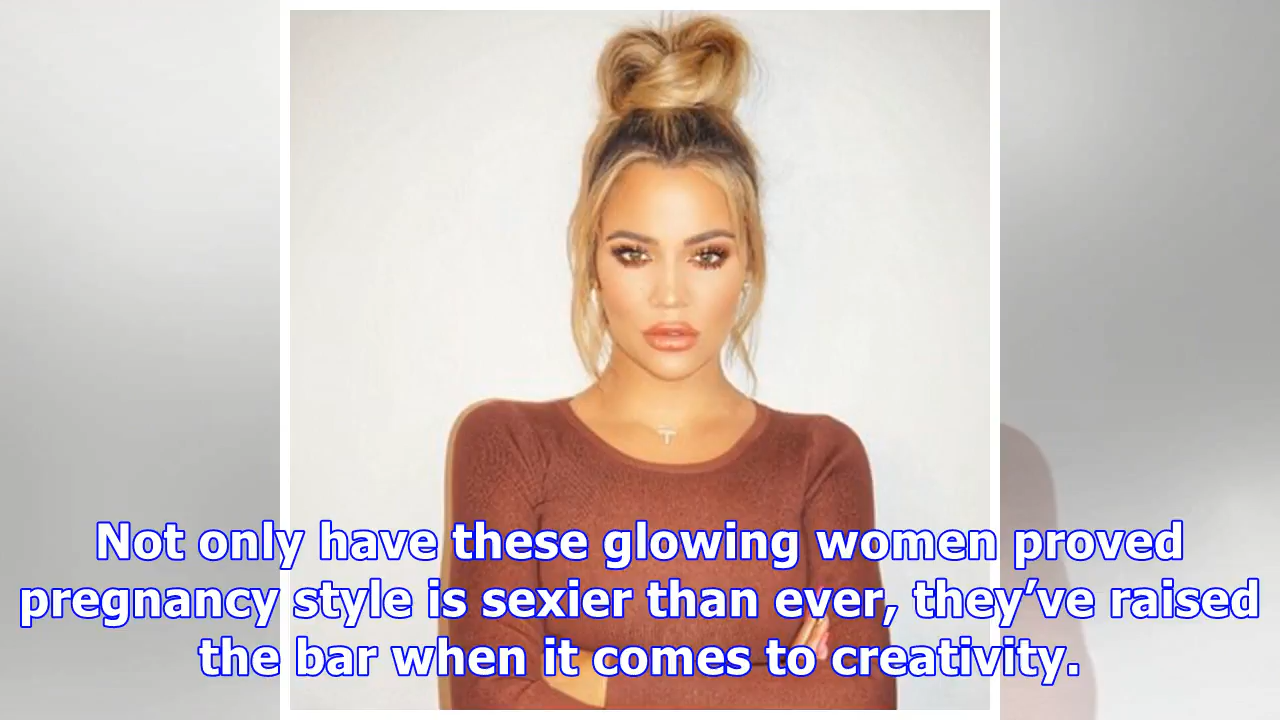 Not only have these glowing women proved
pregnancy style is sexier than ever, they’ve raised
the bar when it comes to creativity.